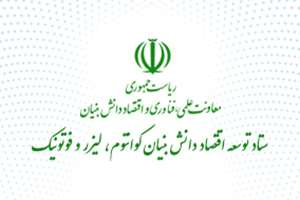 ریاست جمهوری
معاونت علمی، فناوری و اقتصاد دانش بنیان
ستاد توسعه اقتصاد دانش بنیان کوانتوم، لیزر و فوتونیک